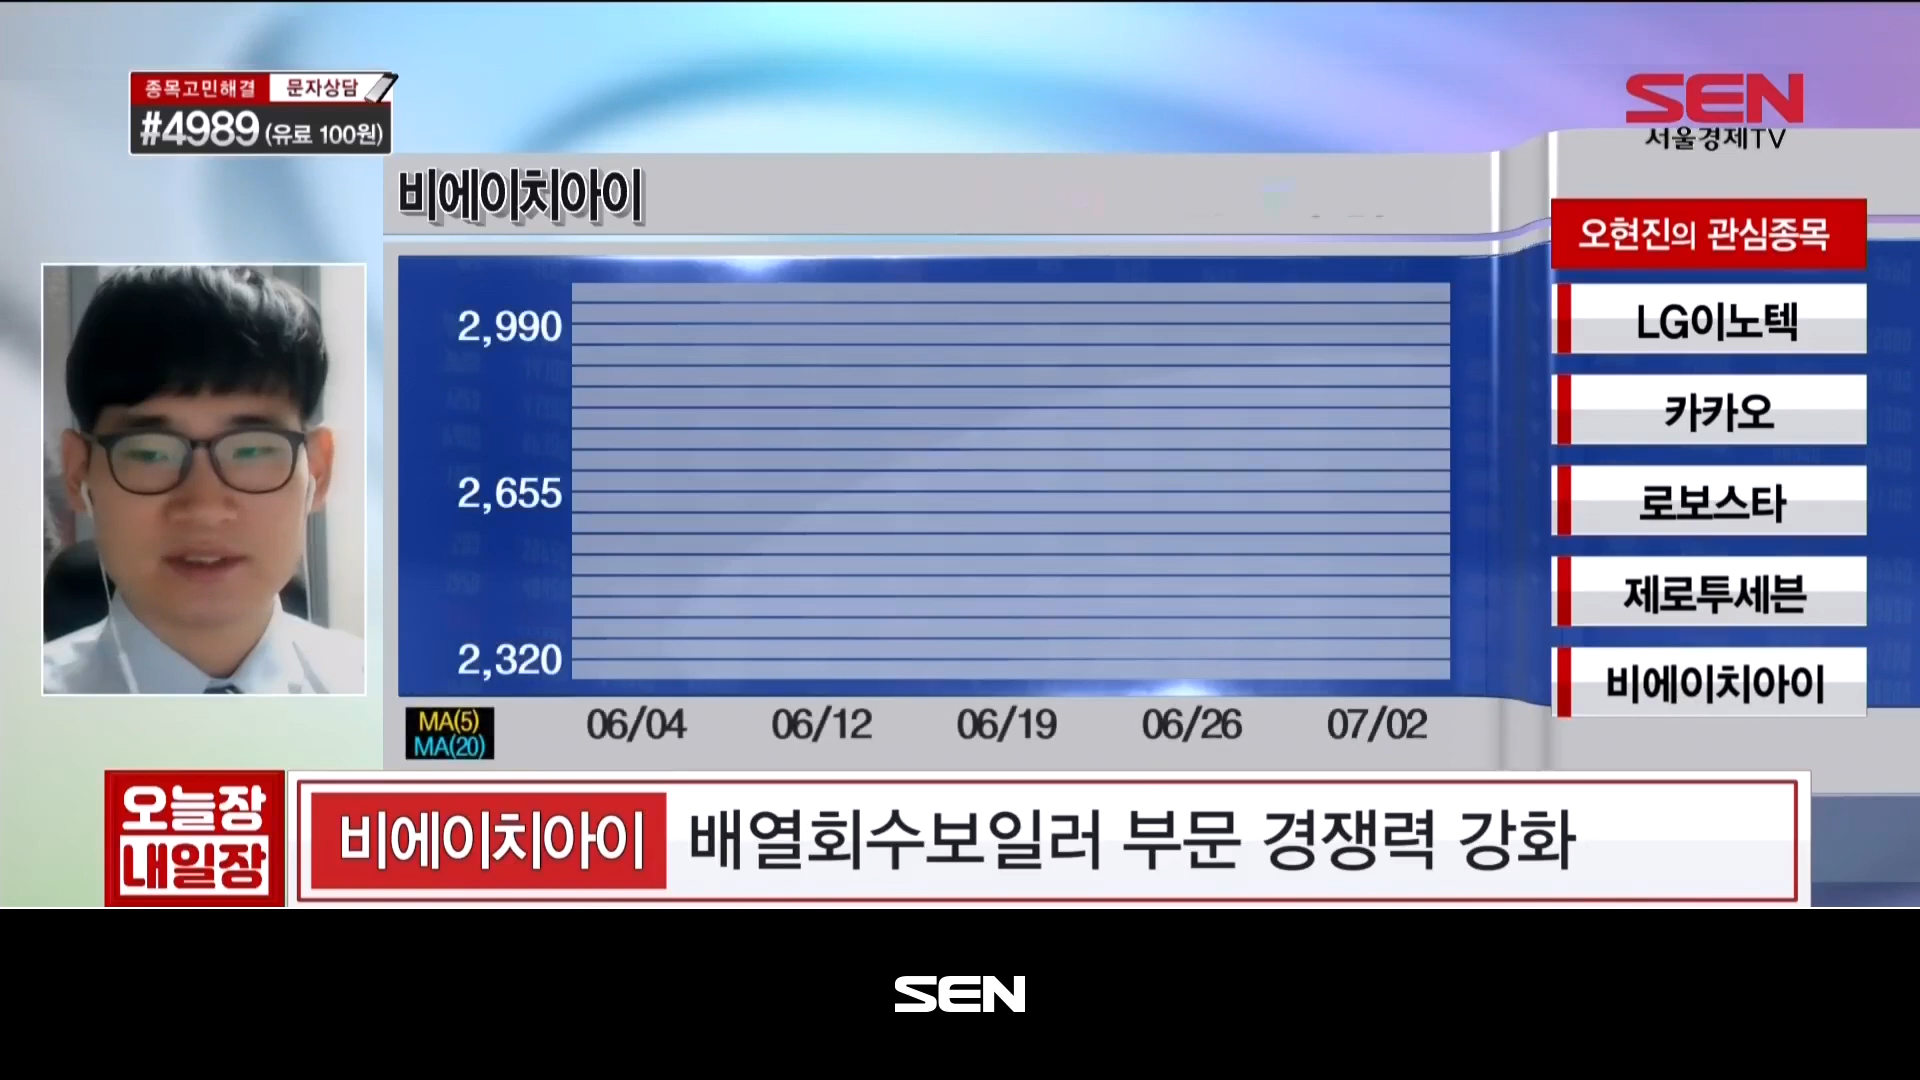 종목고민해결 문자상담
#4989 (유료 100원)
SEN
서울경제TV
비에이치아이
오현진의 관심종목
LG이노텍
카카오
로보스타
제로투세븐
비에이치아이
2,990
2,655
2,320
MA(5)
MA(20)
06/04 06/12 06/19 06/26 07/02
오늘장
내일장
비에이치아이 배열회수보일러 부문 경쟁력 강화
SEN